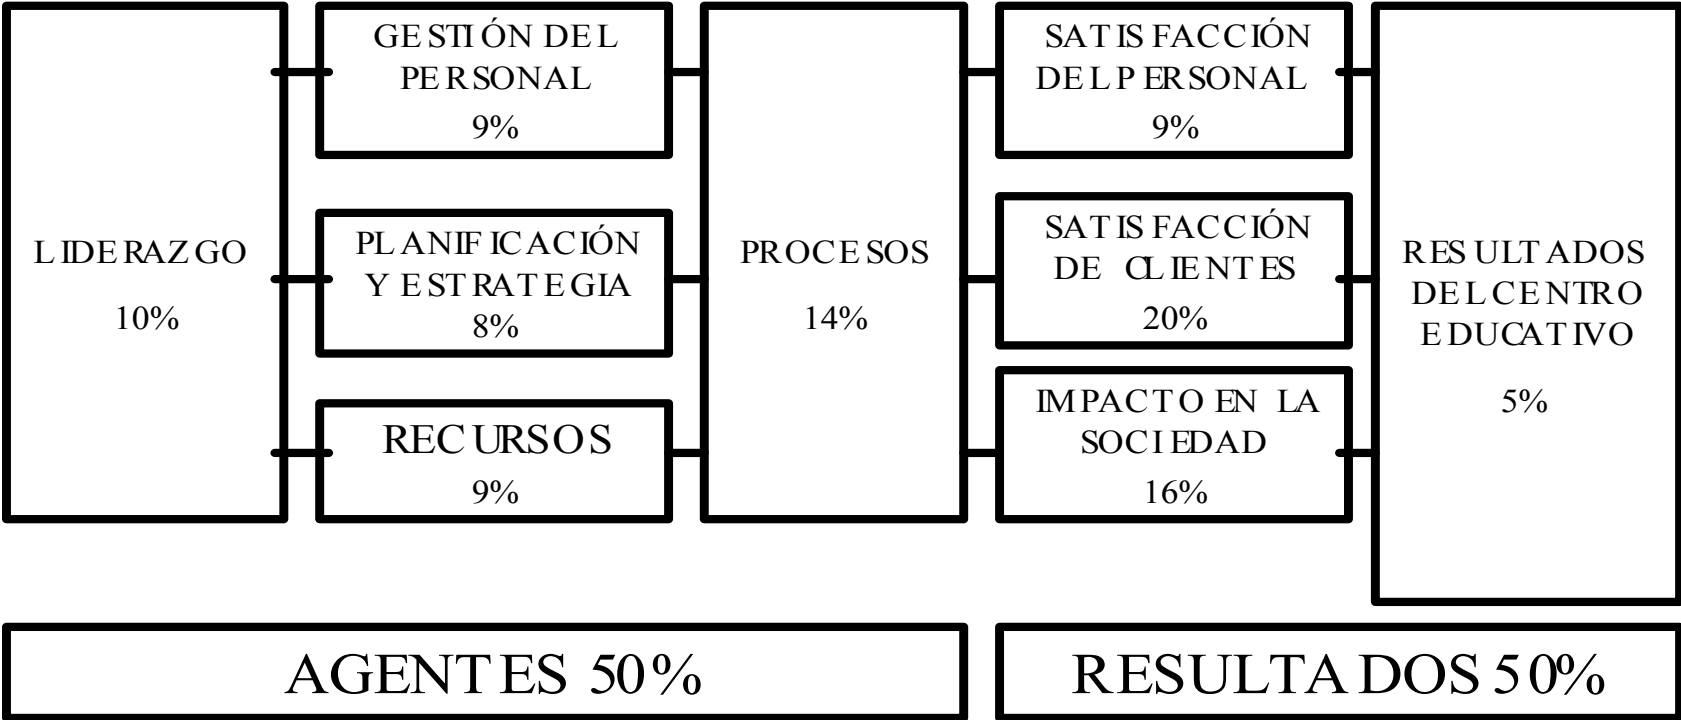 LIDERAZGO
10%
GESTIÓN DEL
PERSONAL
9%
PLANIFICACIÓN
Y ESTRATEGIA
8%
RECURSOS
9%
PROCESOS
14%
SATISFACCIÓN
DEL PERSONAL
9%
SATISFACCIÓN
DE CLIENTES
20%
IMPACTO EN LA
SOCIEDAD
16%
RESULTADOS
DEL CENTRO
EDUCATIVO
5%
AGENTES 50%
RESULTADOS 50%